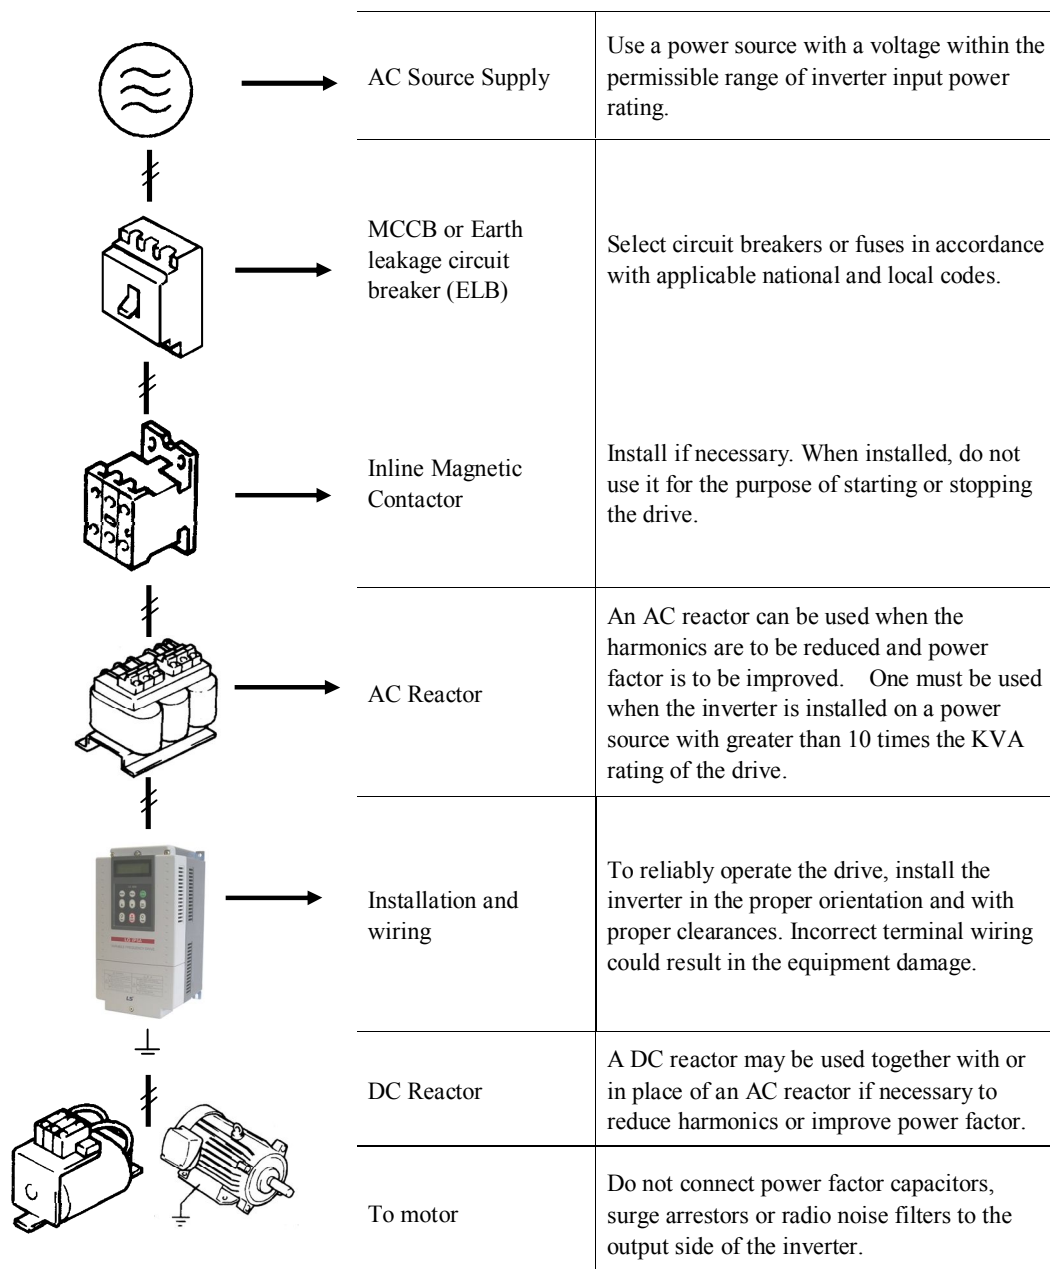 AC Source Supply
Use a power source with a voltage within the
permissible range of inverter input power
rating.
MCCB or Earth
leakage circuit
breaker (ELB)
Select circuit breakers or fuses in accordance
with applicable national and local codes.
Inline Magnetic
Contactor
Install if necessary. When installed, do not
use it for the purpose of starting or stopping
the drive.
AC Reactor
An AC reactor can be used when the
harmonics are to be reduced and power
factor is to be improved.    One must be used
when the inverter is installed on a power
source with greater than 10 times the KVA
rating of the drive.
Installation and
wiring
To reliably operate the drive, install the
inverter in the proper orientation and with
proper clearances. Incorrect terminal wiring
could result in the equipment damage.
LS
DC Reactor
A DC reactor may be used together with or
in place of an AC reactor if necessary to
reduce harmonics or improve power factor.
To motor
Do not connect power factor capacitors,
surge arrestors or radio noise filters to the
output side of the inverter.